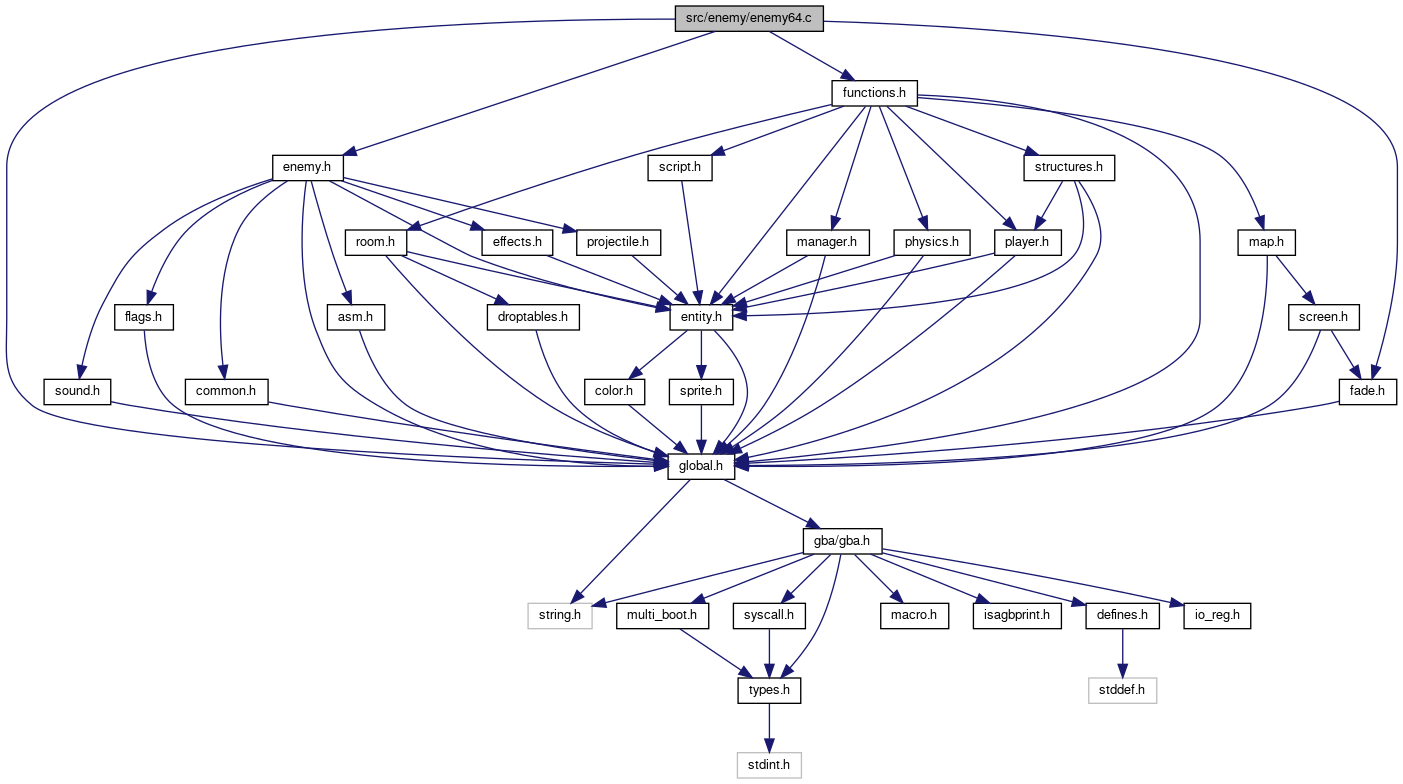 src/enemy/enemy64.c
functions.h
enemy.h
script.h
structures.h
room.h
effects.h
projectile.h
manager.h
physics.h
player.h
map.h
flags.h
asm.h
droptables.h
entity.h
screen.h
sound.h
common.h
color.h
sprite.h
fade.h
global.h
gba/gba.h
string.h
multi_boot.h
syscall.h
macro.h
isagbprint.h
defines.h
io_reg.h
types.h
stddef.h
stdint.h